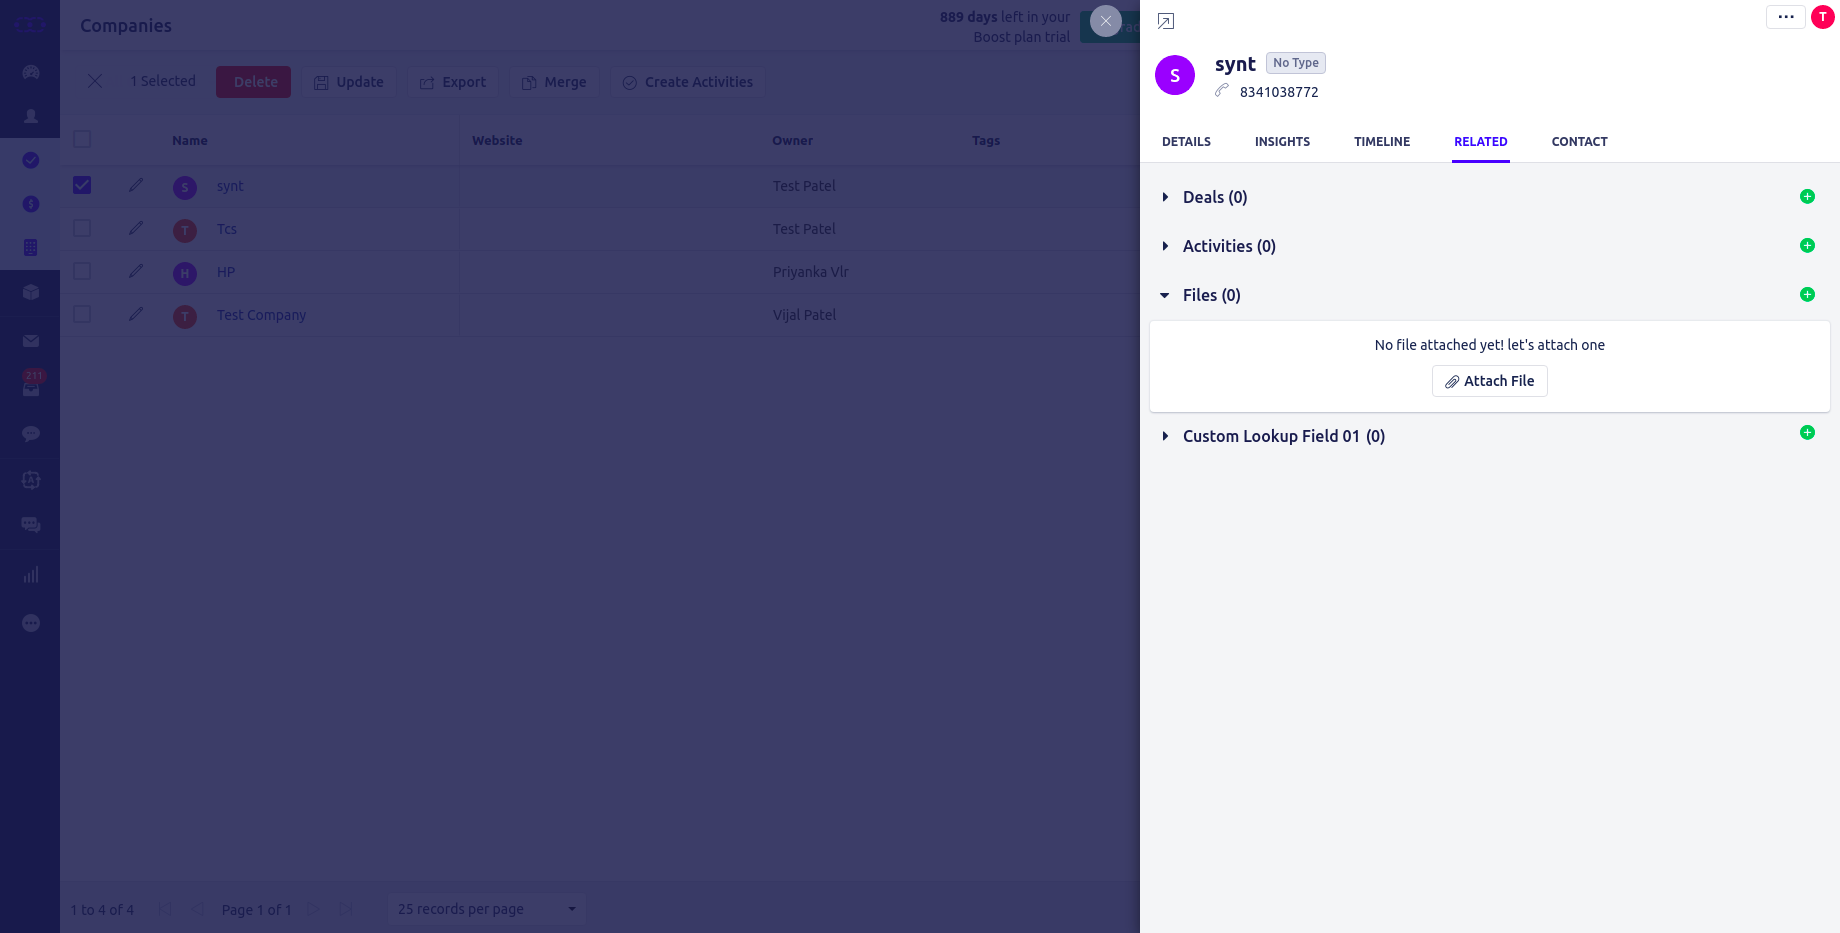 Companies
889 days left in your
Boost plan trial
1 Selected
Delete
Update
Export
Merge
Create Activities
Name
Website
Owner
Tags
S
synt
Test Patel
T
Tcs
Test Patel
H
HP
Priyanka Vlr
T
Test Company
Vijal Patel
211
1 to 4 of 4
Page 1 of 1
25 records per page
T
S
synt
No Type
8341038772
DETAILS
INSIGHTS
TIMELINE
RELATED
CONTACT
Deals (0)
Activities (0)
Files (0)
No file attached yet! let's attach one
Attach File
Custom Lookup Field 01 (0)